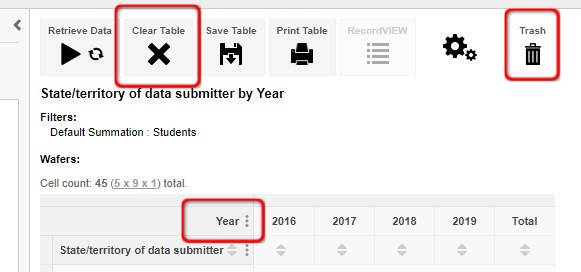 Retrieve Data Clear Table Save Table Print Table RecordVIEW Trash
State/territory of data submitter by Year
Filters:
Default Summation : Students
Wafers:
Cell count: 45 (5 x 9 x 1) total.
Year 2016 2017 2018 2019 Total
State/territory of data submitter